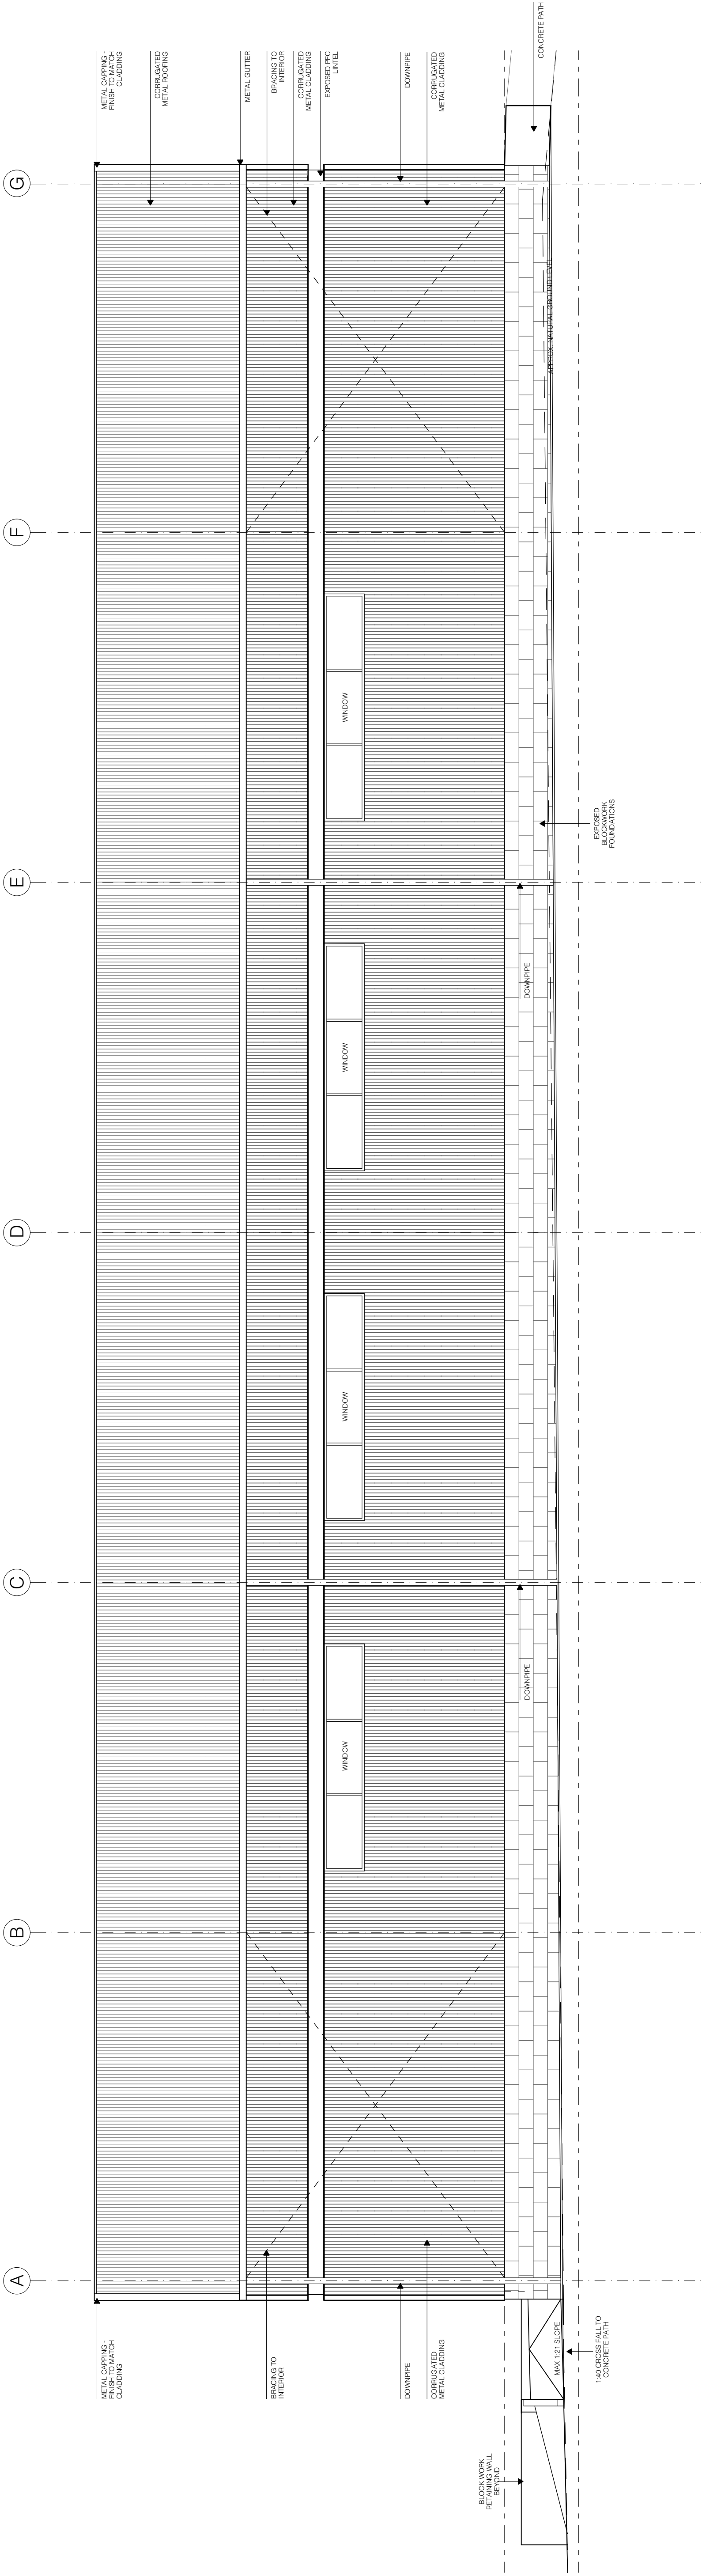 A
B
C
D
E
F
G
METAL CAPPING -
FINISH TO MATCH
CLADDING
METAL CAPPING -
FINISH TO MATCH
CLADDING
CORRUGATED
METAL ROOFING
METAL GUTTER
BRACING TO
INTERIOR
BRACING TO
INTERIOR
CORRUGATED
METAL CLADDING
EXPOSED PFC
LINTEL
WINDOW
WINDOW
WINDOW
WINDOW
DOWNPIPE
DOWNPIPE
CORRUGATED
METAL CLADDING
CORRUGATED
METAL CLADDING
BLOCK WORK
RETAINING WALL
BEYOND
DOWNPIPE
DOWNPIPE
CONCRETE PATH
APPROX. NATURAL GROUND LEVEL
MAX 1:21 SLOPE
1:40 CROSS FALL TO
CONCRETE PATH
EXPOSED
BLOCKWORK
FOUNDATIONS